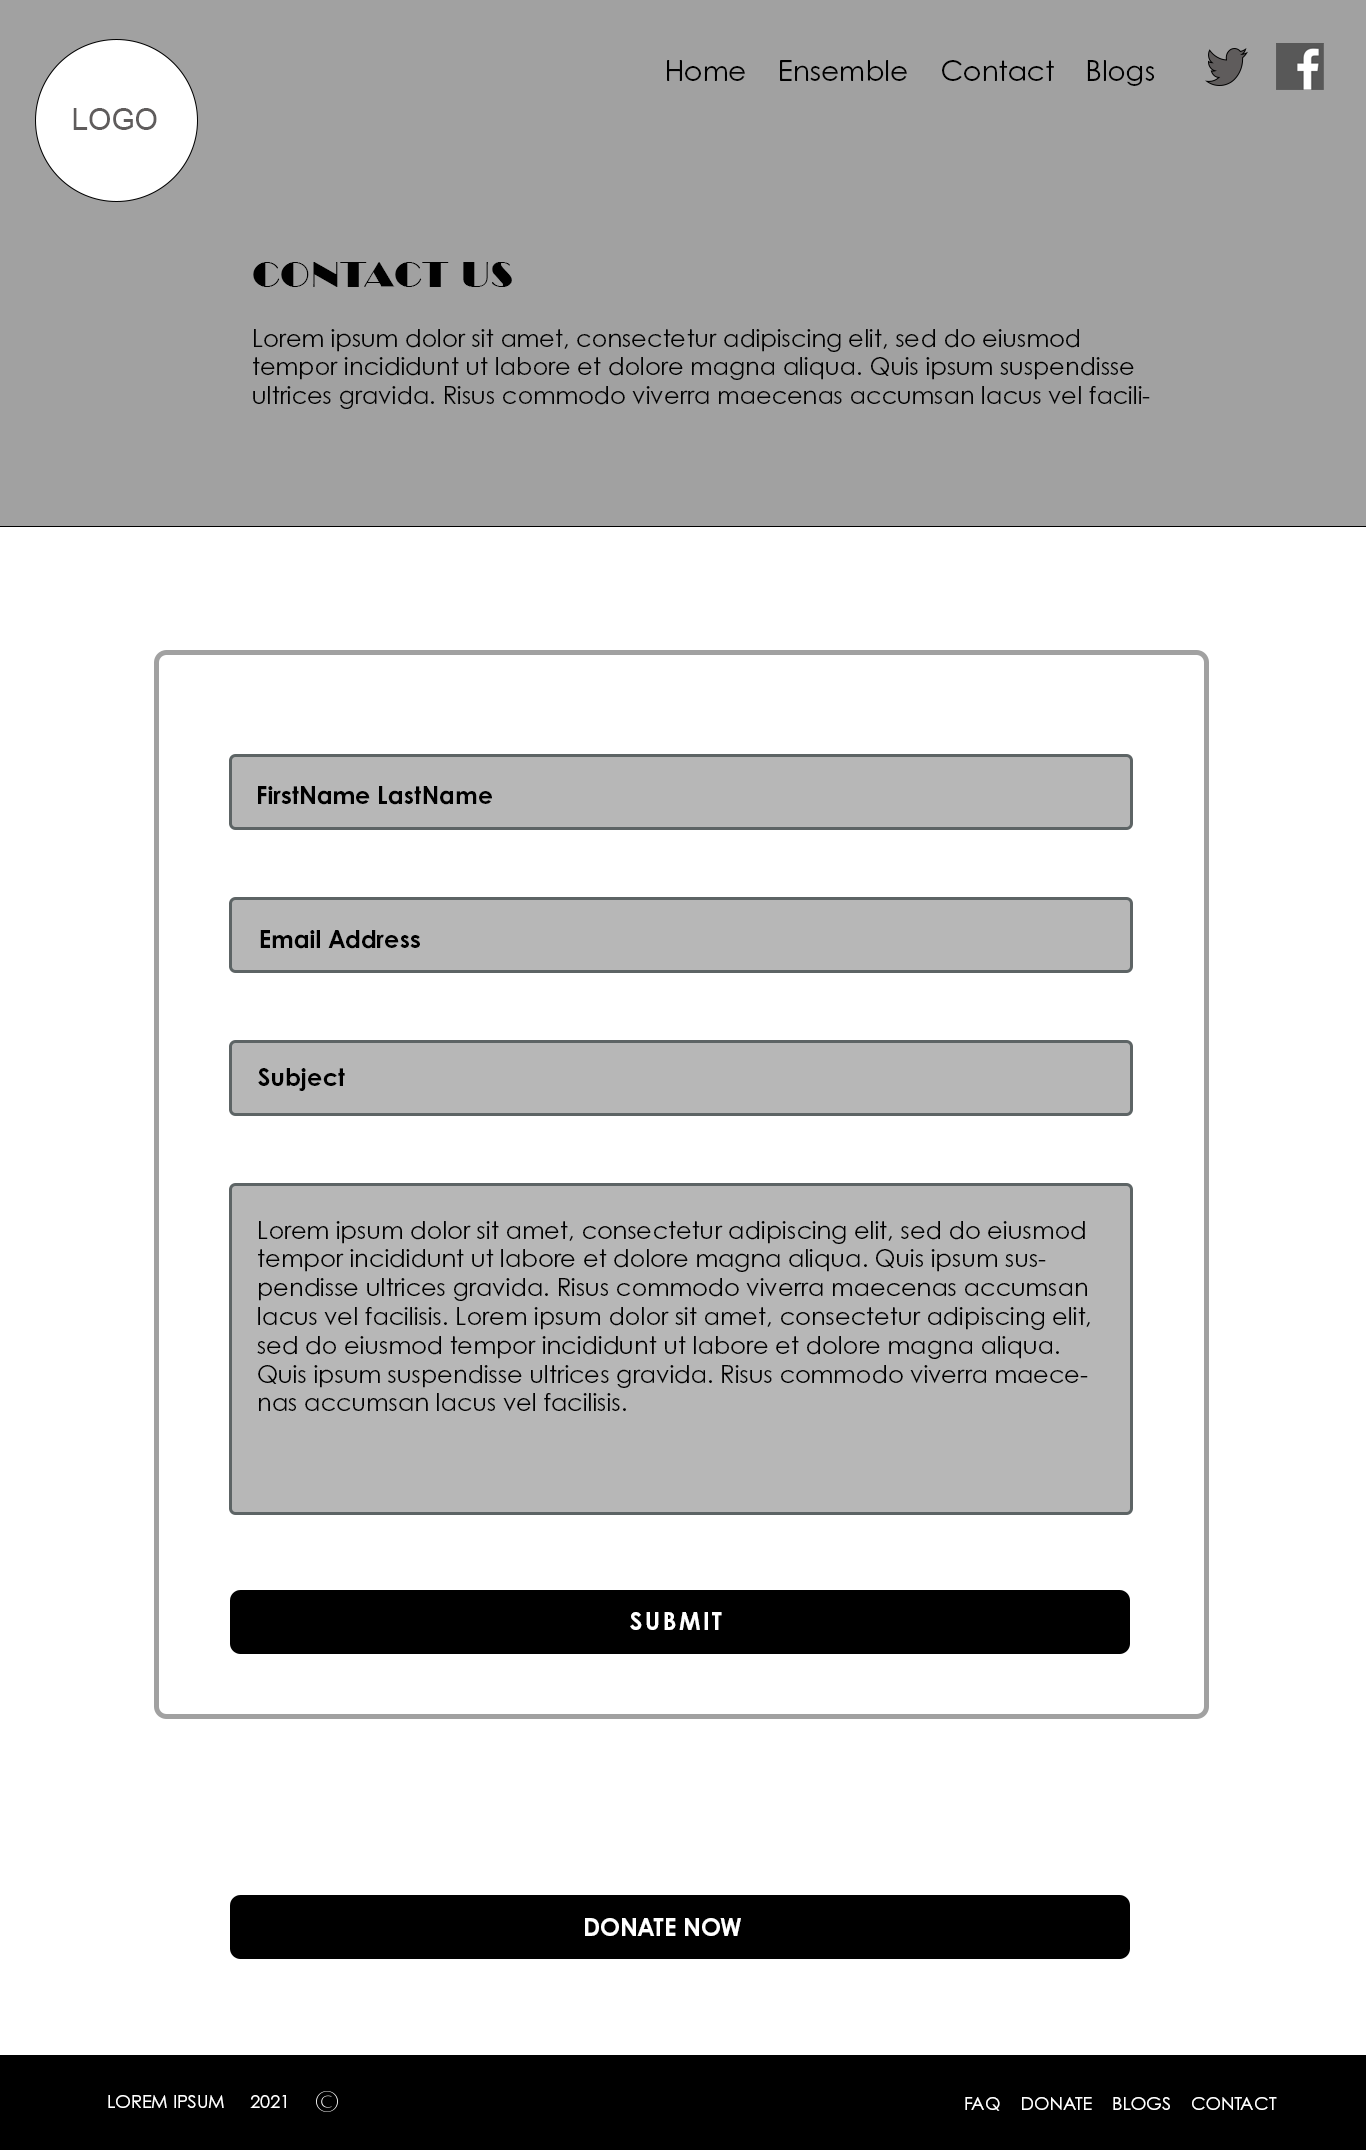 LOGO
Home Ensemble Contact Blogs
CONTACT US
Lorem ipsum dolor sit amet, consectetur adipiscing elit, sed do eiusmod
tempor incididunt ut labore et dolore magna aliqua. Quis ipsum suspendisse
ultrices gravida. Risus commodo viverra maecenas accumsan lacus vel facili-
FirstName LastName
Email Address
Subject
Lorem ipsum dolor sit amet, consectetur adipiscing elit, sed do eiusmod
tempor incididunt ut labore et dolore magna aliqua. Quis ipsum sus-
pendisse ultrices gravida. Risus commodo viverra maecenas accumsan
lacus vel facilisis. Lorem ipsum dolor sit amet, consectetur adipiscing elit,
sed do eiusmod tempor incididunt ut labore et dolore magna aliqua.
Quis ipsum suspendisse ultrices gravida. Risus commodo viverra maece-
nas accumsan lacus vel facilisis.
SUBMIT
DONATE NOW
LOREM IPSUM 2021 ©
FAQ DONATE BLOGS CONTACT